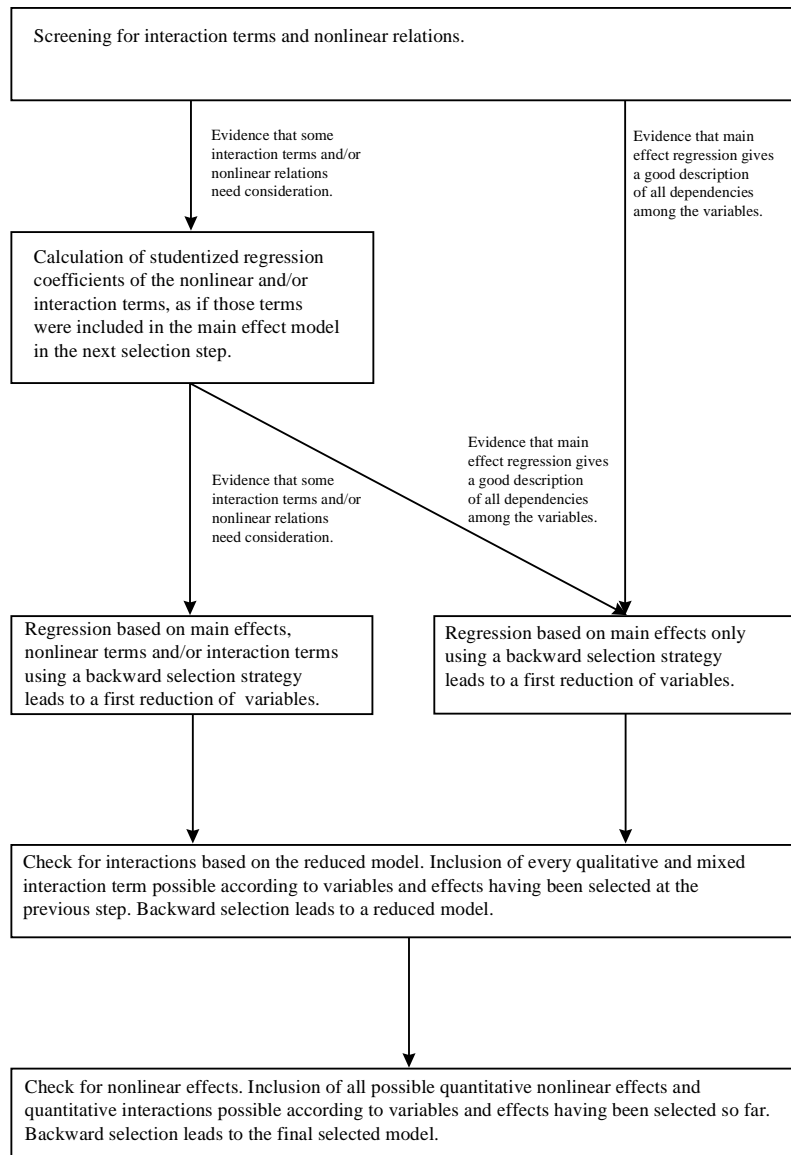 Screening for interaction terms and nonlinear relations.
Evidence that some
interaction terms and/or
nonlinear relations
need consideration.
Evidence that main
effect regression gives
a good description
of all dependencies
among the variables.
Calculation of studentized regression
coefficients of the nonlinear and/or
interaction terms, as if those terms
were included in the main effect model
in the next selection step.
Evidence that some
interaction terms and/or
nonlinear relations
need consideration.
Evidence that main
effect regression gives
a good description
of all dependencies
among the variables.
Regression based on main effects,
nonlinear terms and/or interaction terms
using a backward selection strategy
leads to a first reduction of variables.
Regression based on main effects only
using a backward selection strategy
leads to a first reduction of variables.
Check for interactions based on the reduced model. Inclusion of every qualitative and mixed
interaction term possible according to variables and effects having been selected at the
previous step. Backward selection leads to a reduced model.
Check for nonlinear effects. Inclusion of all possible quantitative nonlinear effects and
quantitative interactions possible according to variables and effects having been selected so far.
Backward selection leads to the final selected model.